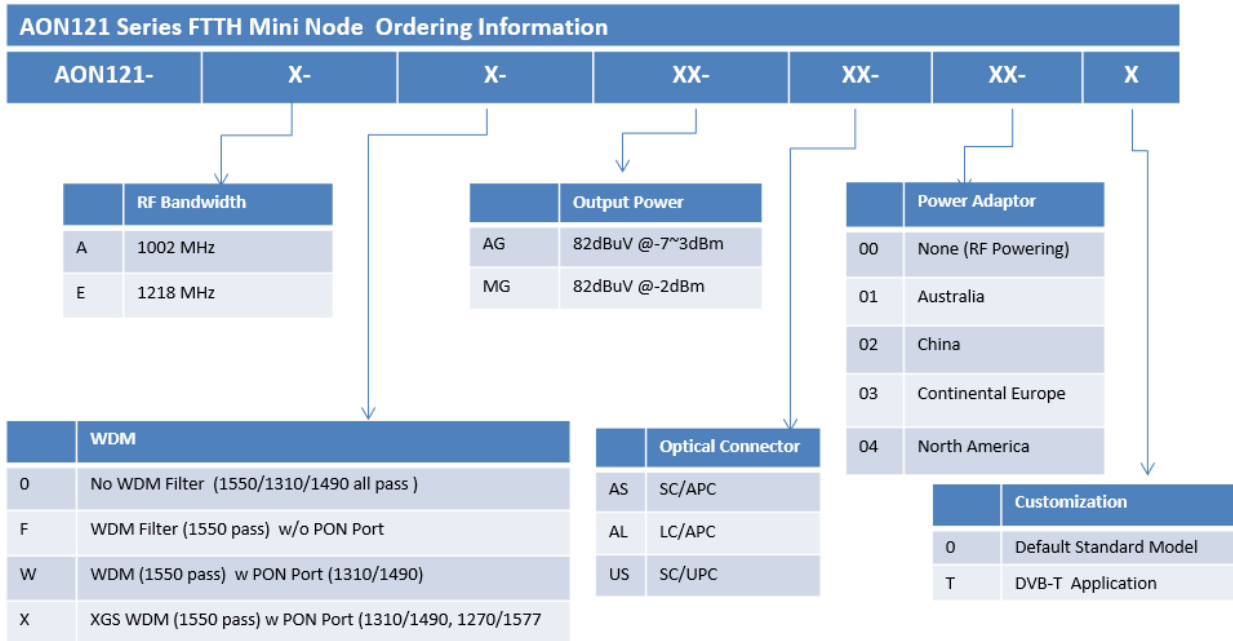 AON121 Series FTTH Mini Node Ordering Information
AON121- X- X- XX- XX- XX- X
RF Bandwidth
A 1002 MHz
E 1218 MHz
Output Power
AG 82dBuV @-7~3dBm
MG 82dBuV @-2dBm
Power Adaptor
00 None (RF Powering)
01 Australia
02 China
03 Continental Europe
04 North America
WDM
0 No WDM Filter (1550/1310/1490 all pass )
F WDM Filter (1550 pass) w/o PON Port
W WDM (1550 pass) w PON Port (1310/1490)
X XGS WDM (1550 pass) w PON Port (1310/1490, 1270/1577
Optical Connector
AS SC/APC
AL LC/APC
US SC/UPC
Customization
0 Default Standard Model
T DVB-T Application